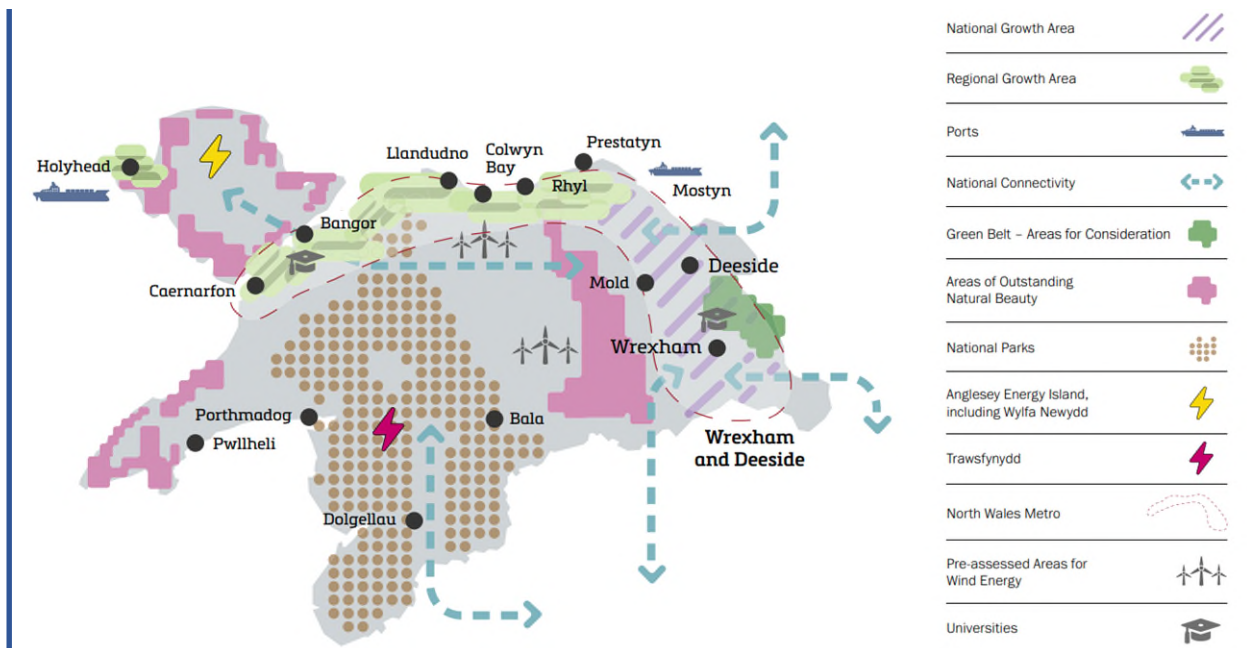 Holyhead
Llandudno
Colwyn
Bay
Prestatyn
Rhyl
Mostyn
Bangor
Caernarfon
Mold
Deeside
Wrexham
Porthmadog
Pwllheli
Bala
Wrexham
and Deeside
Dolgellau
National Growth Area
Regional Growth Area
Ports
National Connectivity
Green Belt – Areas for Consideration
Areas of Outstanding
Natural Beauty
National Parks
Anglesey Energy Island,
including Wylfa Newydd
Trawsfynydd
North Wales Metro
Pre-assessed Areas for
Wind Energy
Universities